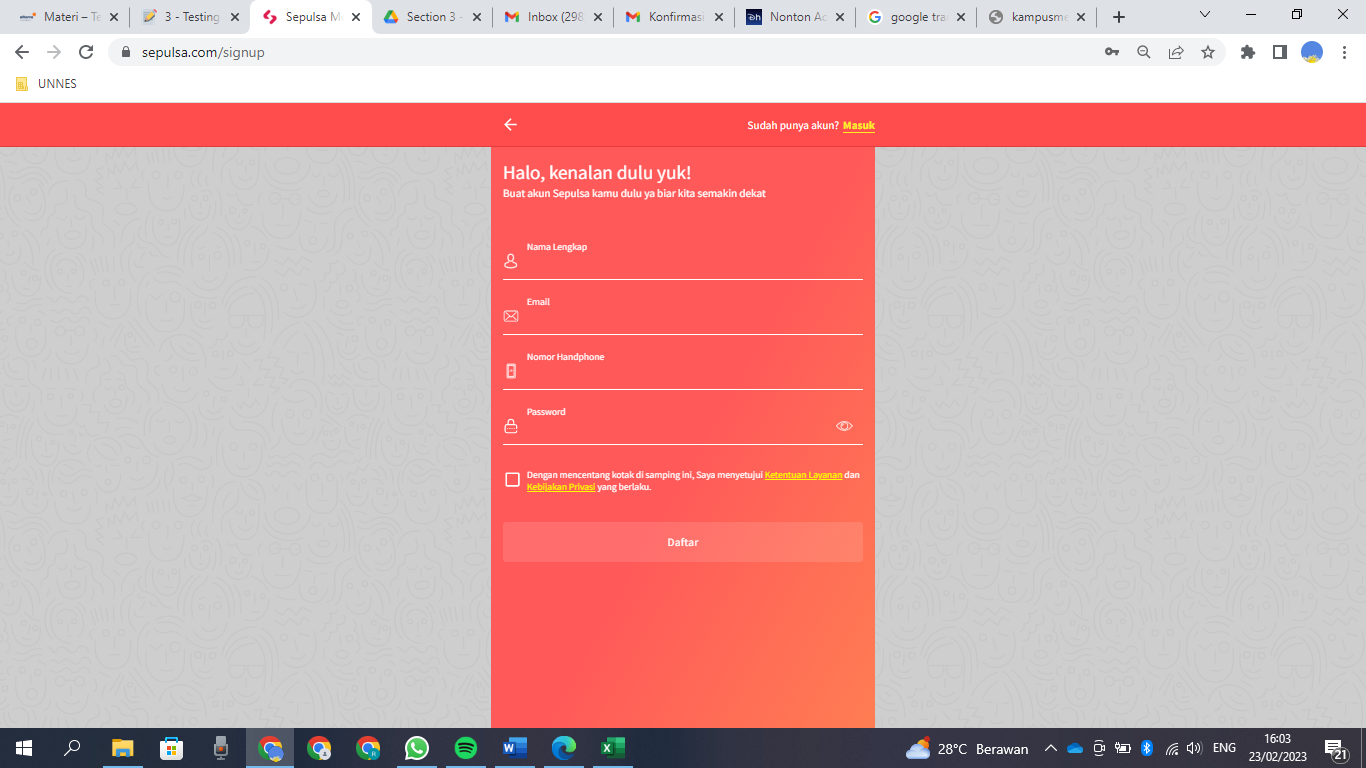 Materi – Te
3 - Testing
Sepulsa M
Section 3 -
Inbox (298
Konfirmasi
Nonton Ac
google tra
kampusme
sepulsa.com/signup
UNNES
Sudah punya akun? Masuk
Halo, kenalan dulu yuk!
Buat akun Sepulsa kamu dulu ya biar kita semakin dekat
Nama Lengkap
Email
Nomor Handphone
Password
Dengan mencentang kotak di samping ini, Saya menyetujui Ketentuan Layanan dan
Kebijakan Privasi yang berlaku.
Daftar
28°C Berawan
ENG
16:03
23/02/2023
21